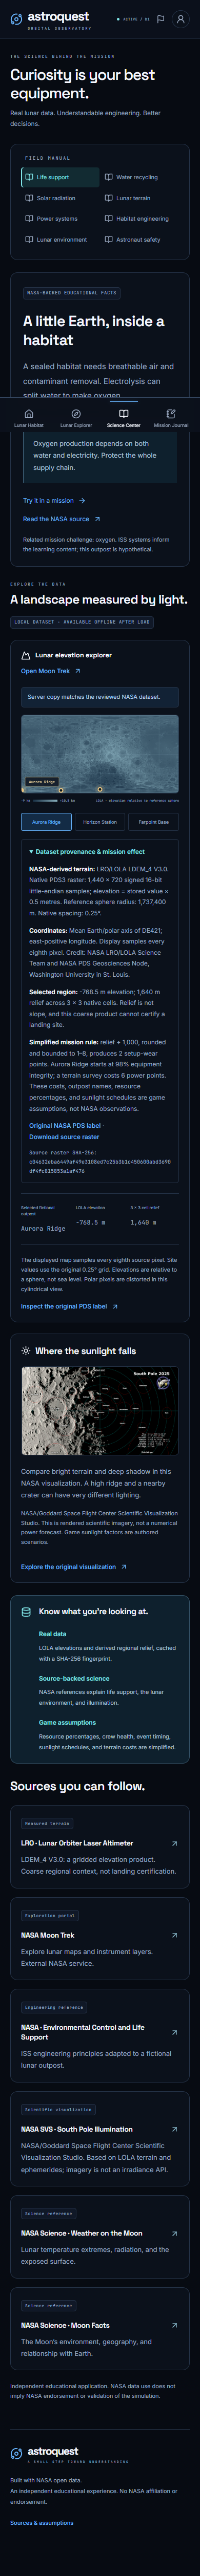 astroquest
ORBITAL OBSERVATORY
ACTIVE / 01
THE SCIENCE BEHIND THE MISSION
Curiosity is your best
equipment.
Real lunar data. Understandable engineering. Better
decisions.
FIELD MANUAL
Life support
Water recycling
Solar radiation
Lunar terrain
Power systems
Habitat engineering
Lunar environment
Astronaut safety
NASA-BACKED EDUCATIONAL FACTS
A little Earth, inside a
habitat
A sealed habitat needs breathable air and
contaminant removal. Electrolysis can
split water to make oxygen
Lunar Habitat
Lunar Explorer
Science Center
Mission Journal
Oxygen production depends on both
water and electricity. Protect the whole
supply chain.
Try it in a mission →
Read the NASA source ↗
Related mission challenge: oxygen. ISS systems inform
the learning content; this outpost is hypothetical.
EXPLORE THE DATA
A landscape measured by light.
LOCAL DATASET · AVAILABLE OFFLINE AFTER LOAD
Lunar elevation explorer
Open Moon Trek ↗
Server copy matches the reviewed NASA dataset.
Aurora Ridge
LOLA · elevation relative to reference sphere
Aurora Ridge
Horizon Station
Farpoint Base
▾ Dataset provenance & mission effect
NASA-derived terrain: LRO/LOLA LDEM_4 V3.0.
Native PDS3 raster: 1,440 × 720 signed 16-bit
little-endian samples; elevation = stored value ×
0.5 metres. Reference sphere radius: 1,737,400
m. Native spacing: 0.25°.
Coordinates: Mean Earth/polar axis of DE421;
east-positive longitude. Display samples every
eighth pixel. Credit: NASA LRO/LOLA Science
Team and NASA PDS Geosciences Node,
Washington University in St. Louis.
Selected region: -768.5 m elevation; 1,640 m
relief across 3 × 3 native cells. Relief is not
slope, and this coarse product cannot certify a
landing site.
Simplified mission rule: relief ÷ 1,000, rounded
and bounded to 1–8, produces 2 setup-wear
points. Aurora Ridge starts at 98% equipment
integrity; a terrain survey costs 6 power points.
These costs, outpost names, resource
percentages, and sunlight schedules are game
assumptions, not NASA observations.
Original NASA PDS label ·
Download source raster
Source raster SHA-256:
Selected fictional
outpost
Aurora Ridge
LOLA elevation
-768.5 m
3 × 3 cell relief
1,640 m
The displayed map samples every eighth source pixel. Site
values use the original 0.25° grid. Elevations are relative to
a sphere, not sea level. Polar pixels are distorted in this
cylindrical view.
Inspect the original PDS label ↗
Where the sunlight falls
South Pole 2025
Compare bright terrain and deep shadow in this
NASA visualization. A high ridge and a nearby
crater can have very different lighting.
NASA/Goddard Space Flight Center Scientific Visualization
Studio. This is rendered scientific imagery, not a numerical
power forecast. Game sunlight factors are authored
scenarios.
Explore the original visualization ↗
Know what you're looking at.
Real data
LOLA elevations and derived regional relief, cached
with a SHA-256 fingerprint.
Source-backed science
NASA references explain life support, the lunar
environment, and illumination.
Game assumptions
Resource percentages, crew health, event timing,
sunlight schedules, and terrain costs are simplified.
Sources you can follow.
Measured terrain
LRO · Lunar Orbiter Laser Altimeter ↗
LDEM_4 V3.0: a gridded elevation product.
Coarse regional context, not landing certification.
Exploration portal
NASA Moon Trek ↗
Explore lunar maps and instrument layers.
External NASA service.
Engineering reference
NASA · Environmental Control and Life
Support ↗
ISS engineering principles adapted to a fictional
lunar outpost.
Scientific visualization
NASA SVS · South Pole Illumination ↗
NASA/Goddard Space Flight Center Scientific
Visualization Studio. Based on LOLA terrain and
ephemerides; imagery is not an irradiance API.
Science reference
NASA Science · Weather on the Moon ↗
Lunar temperature extremes, radiation, and the
exposed surface.
Science reference
NASA Science · Moon Facts ↗
The Moon's environment, geography, and
relationship with Earth.
Independent educational application. NASA data use does not
imply NASA endorsement or validation of the simulation.
astroquest
A SMALL STEP TOWARD UNDERSTANDING
Built with NASA open data.
An independent educational experience. No NASA affiliation or
endorsement.
Sources & assumptions